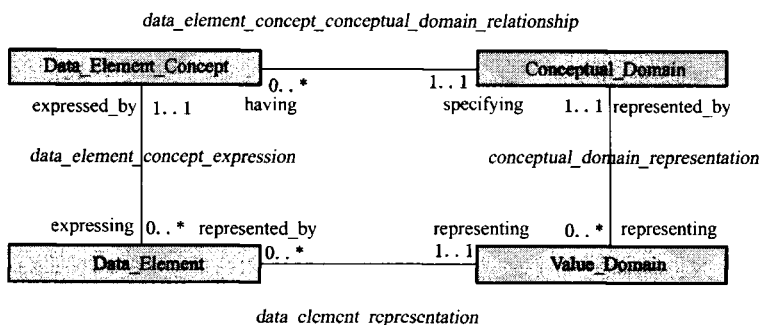 data_element_concept_conceptual_domain_relationship
Data_Element_Concept
Conceptual_Domain
0..*
1..1
expressed_by
1..1
having
specifying
1..1
represented_by
data_element_concept_expression
conceptual_domain_representation
expressing
0..*
represented_by
representing
0..*
representing
0..*
1..1
Data_Element
Value_Domain
data_element_representation